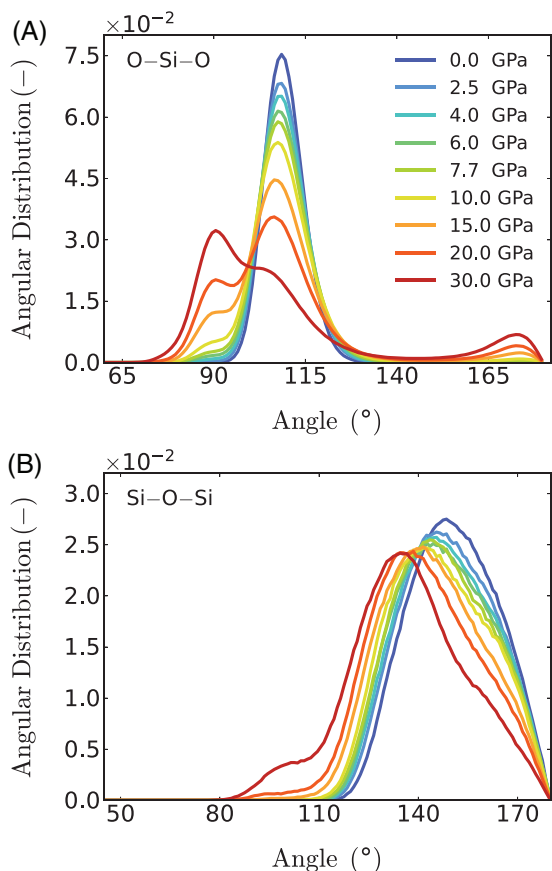 (A)
×10⁻²
O−Si−O
7.5
6.0
4.5
3.0
1.5
0.0
Angular Distribution (−)
0.0 GPa
2.5 GPa
4.0 GPa
6.0 GPa
7.7 GPa
10.0 GPa
15.0 GPa
20.0 GPa
30.0 GPa
65 90 115 140 165
Angle (°)
(B)
×10⁻²
Si−O−Si
3.0
2.5
2.0
1.5
1.0
0.5
0.0
Angular Distribution (−)
50 80 110 140 170
Angle (°)